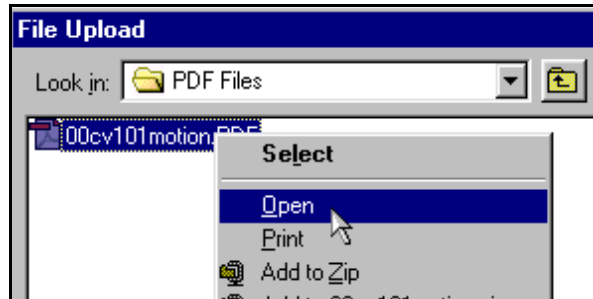 File Upload
Look in: PDF Files
00cv101motion.PDF
Select
Open
Print
Add to Zip